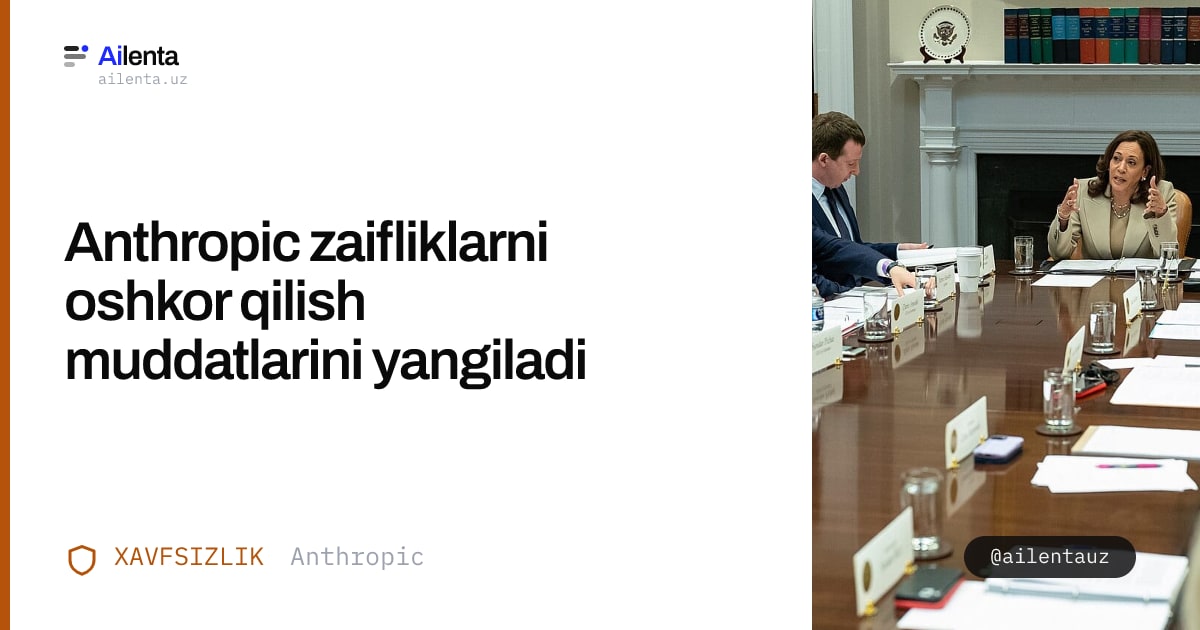 Ailenta
ailenta.uz
Anthropic zaifliklarni
oshkor qilish
muddatlarini yangiladi
XAVFSIZLIK Anthropic
@ailentauz